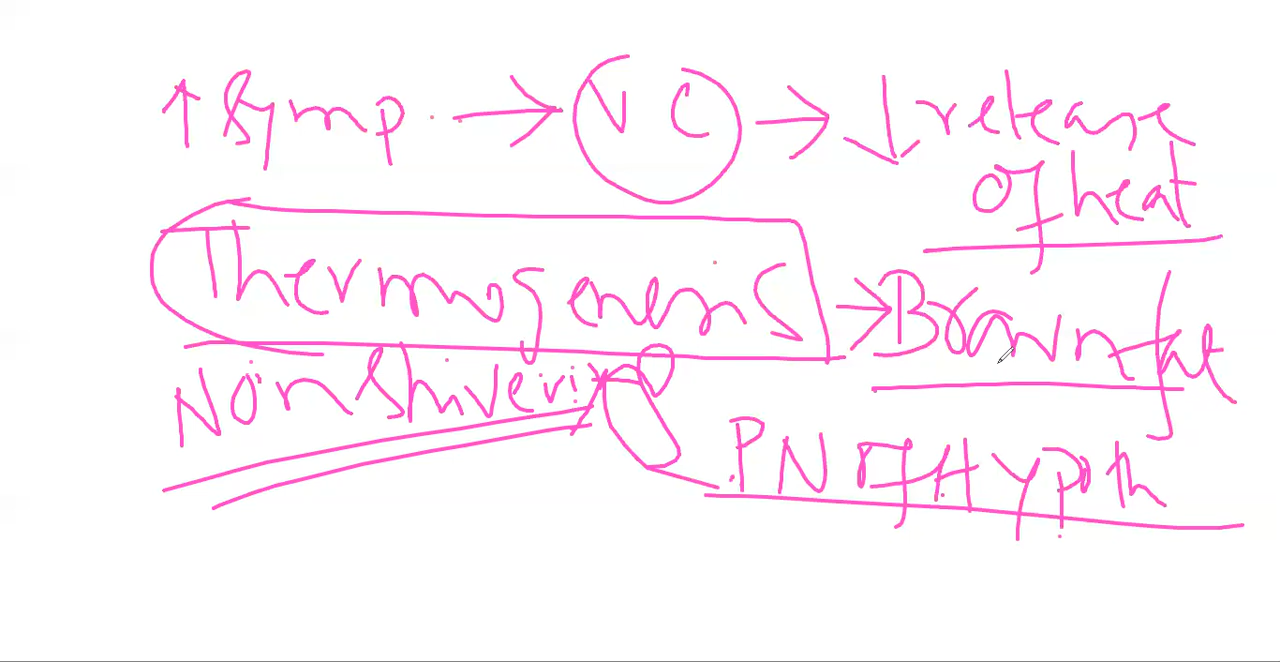 ↑ Symp. → VC → ↓ release
of heat
Thermogenesis → Brown fat
Non shivering
PN of Hypoth